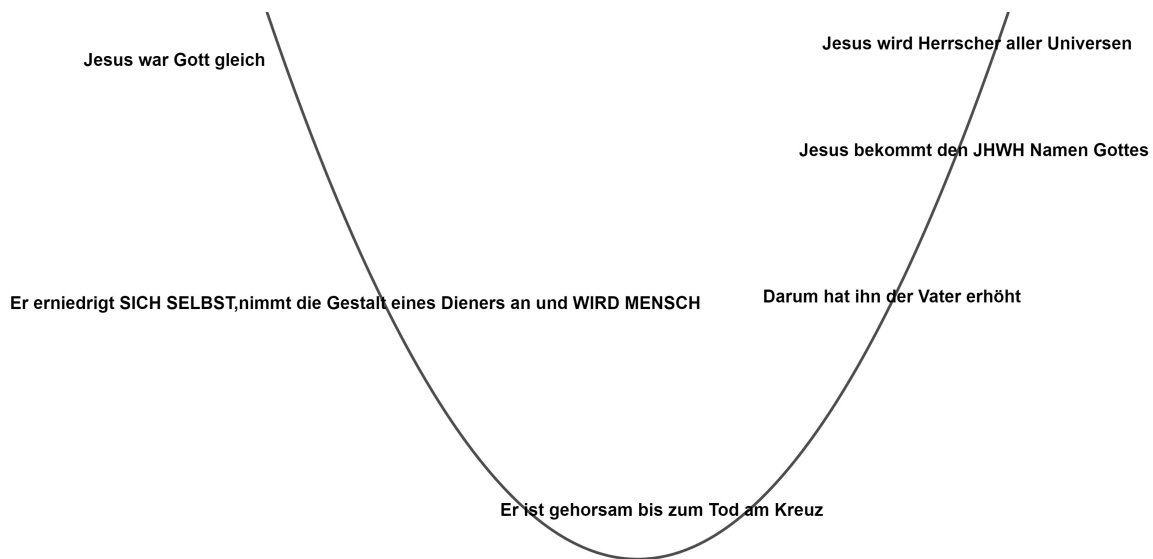 Jesus war Gott gleich
Er erniedrigt SICH SELBST,nimmt die Gestalt eines Dieners an und WIRD MENSCH
Er ist gehorsam bis zum Tod am Kreuz
Darum hat ihn der Vater erhöht
Jesus bekommt den JHWH Namen Gottes
Jesus wird Herrscher aller Universen